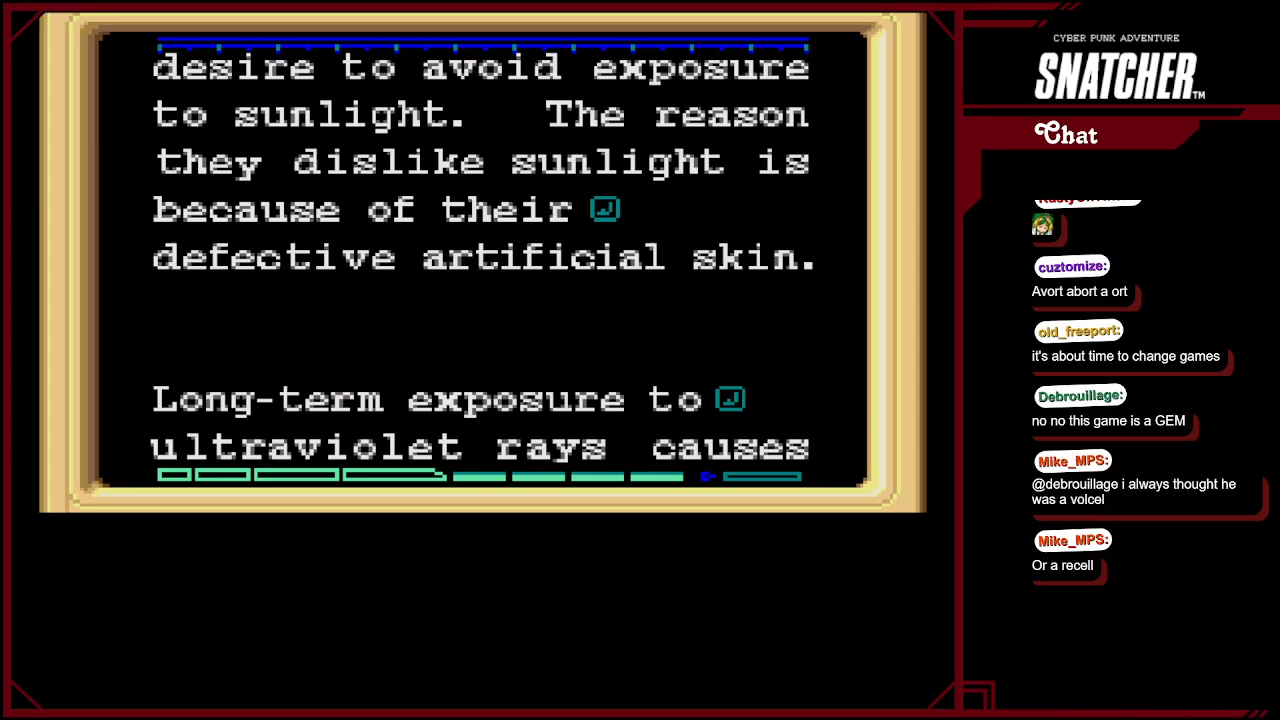 desire to avoid exposure
to sunlight. The reason
they dislike sunlight is
because of their
defective artificial skin.
Long-term exposure to
ultraviolet rays causes
CYBER PUNK ADVENTURE
SNATCHER™
Chat
cuztomize:
Avort abort a ort
old_freeport:
it's about time to change games
Debrouillage:
no no this game is a GEM
Mike_MPS:
@debrouillage i always thought he
was a volcel
Mike_MPS:
Or a recell